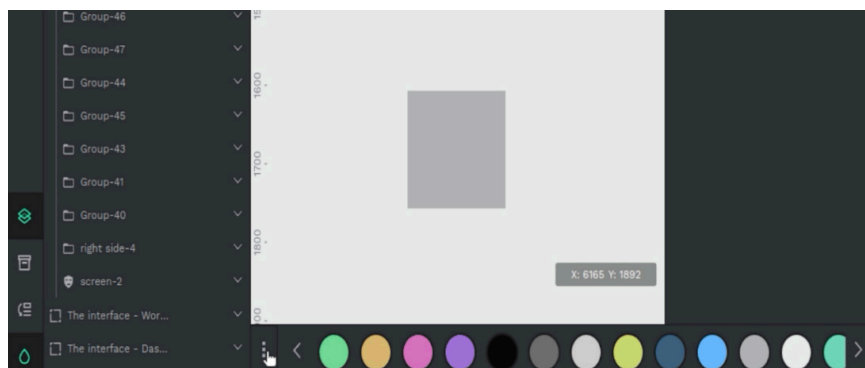 Group-46
Group-47
Group-44
Group-45
Group-43
Group-41
Group-40
right side-4
screen-2
The interface - Wor...
The interface - Das...
1600
1700
1800
X: 6165 Y: 1892